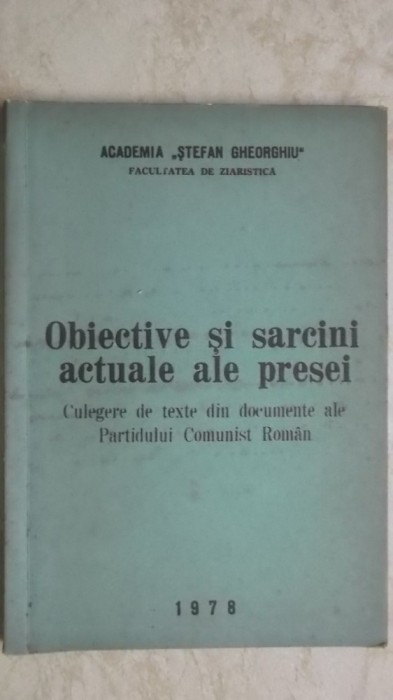 ACADEMIA „ŞTEFAN GHEORGHIU“
FACULTATEA DE ZIARISTICĂ
Obiective şi sarcini
actuale ale presei
Culegere de texte din documente ale
Partidului Comunist Român
1978